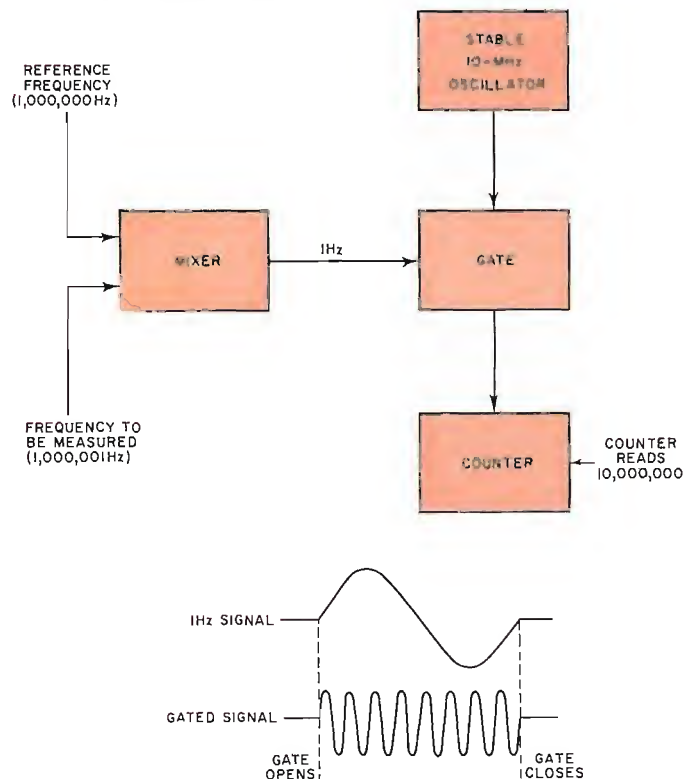 STABLE
10-MHz
OSCILLATOR
REFERENCE
FREQUENCY
(1,000,000Hz)
MIXER
1Hz
GATE
FREQUENCY TO
BE MEASURED
(1,000,001Hz)
COUNTER
COUNTER
READS
10,000,000
1Hz SIGNAL
GATED SIGNAL
GATE
OPENS
GATE
CLOSES